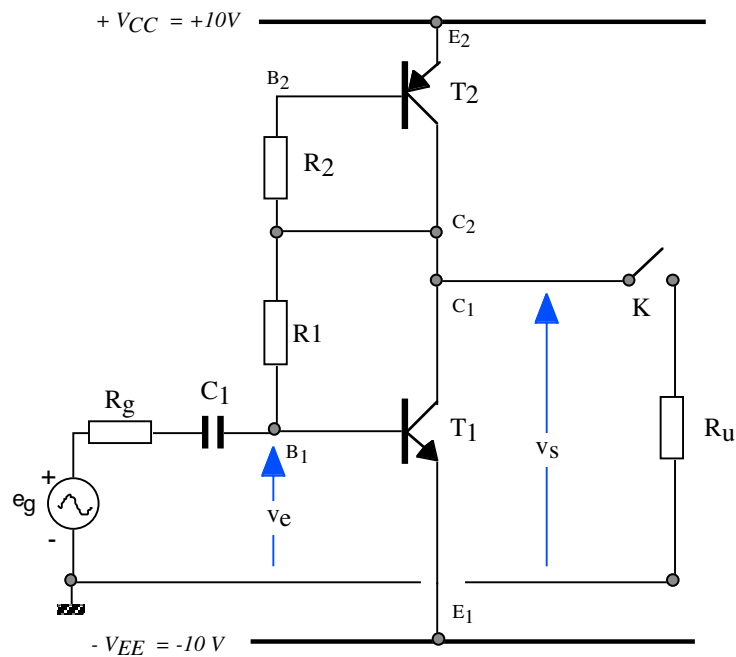 + VCC = +10V
E2
B2
T2
R2
C2
C1
K
R1
C1
Rg
B1
T1
Ru
vs
+
eg
-
ve
E1
- VEE = -10 V